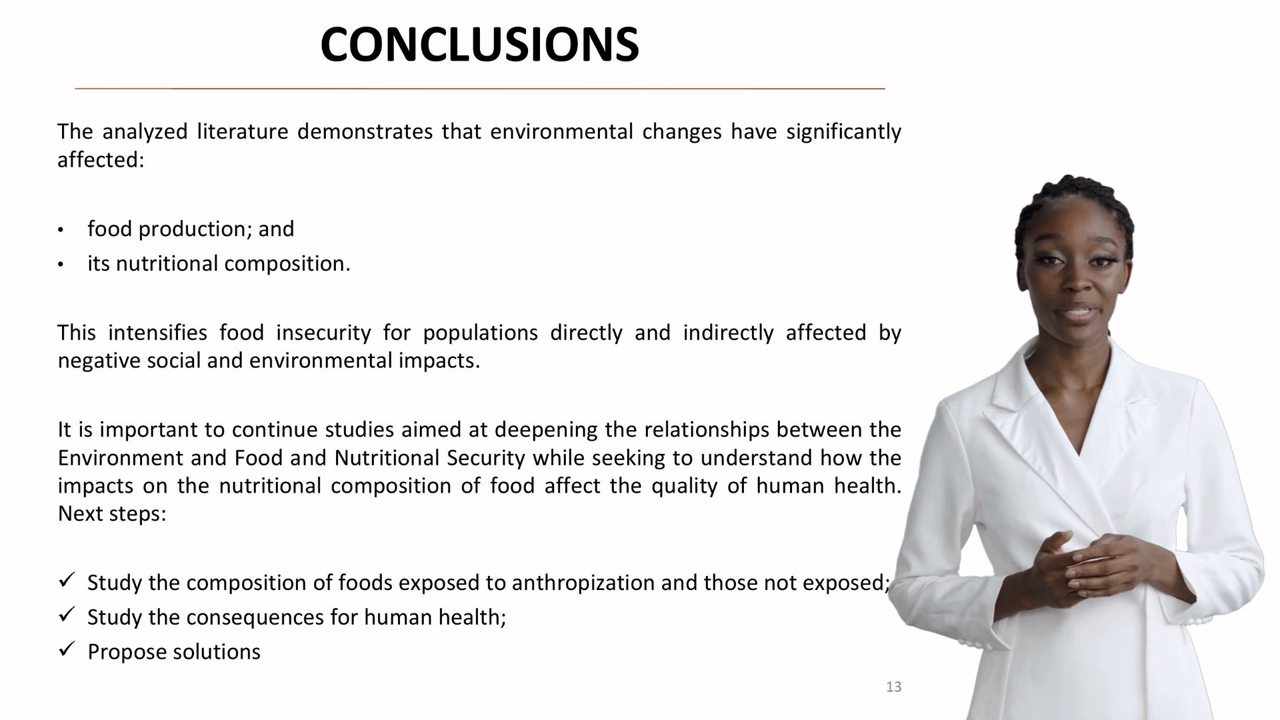 CONCLUSIONS
The analyzed literature demonstrates that environmental changes have significantly
affected:
• food production; and
• its nutritional composition.
This intensifies food insecurity for populations directly and indirectly affected by
negative social and environmental impacts.
It is important to continue studies aimed at deepening the relationships between the
Environment and Food and Nutritional Security while seeking to understand how the
impacts on the nutritional composition of food affect the quality of human health.
Next steps:
✓ Study the composition of foods exposed to anthropization and those not exposed;
✓ Study the consequences for human health;
✓ Propose solutions
13